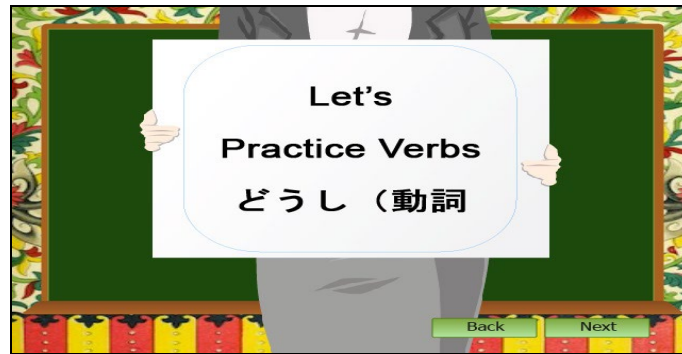 Let's
Practice Verbs
どうし（動詞
Back
Next